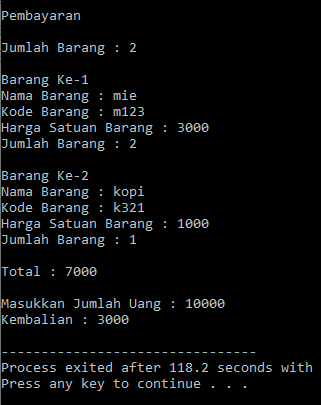 Pembayaran
Jumlah Barang : 2
Barang Ke-1
Nama Barang : mie
Kode Barang : m123
Harga Satuan Barang : 3000
Jumlah Barang : 2
Barang Ke-2
Nama Barang : kopi
Kode Barang : k321
Harga Satuan Barang : 1000
Jumlah Barang : 1
Total : 7000
Masukkan Jumlah Uang : 10000
Kembalian : 3000
--------------------------------
Process exited after 118.2 seconds with
Press any key to continue . . .